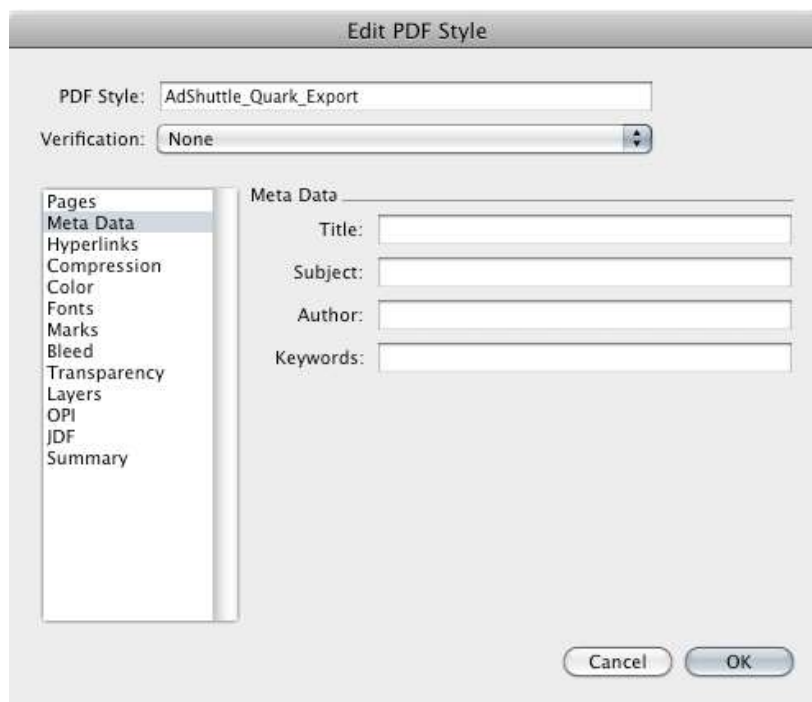 Edit PDF Style
PDF Style: AdShuttle_Quark_Export
Verification: None
Pages
Meta Data
Hyperlinks
Compression
Color
Fonts
Marks
Bleed
Transparency
Layers
OPI
JDF
Summary
Meta Data
Title:
Subject:
Author:
Keywords:
Cancel
OK